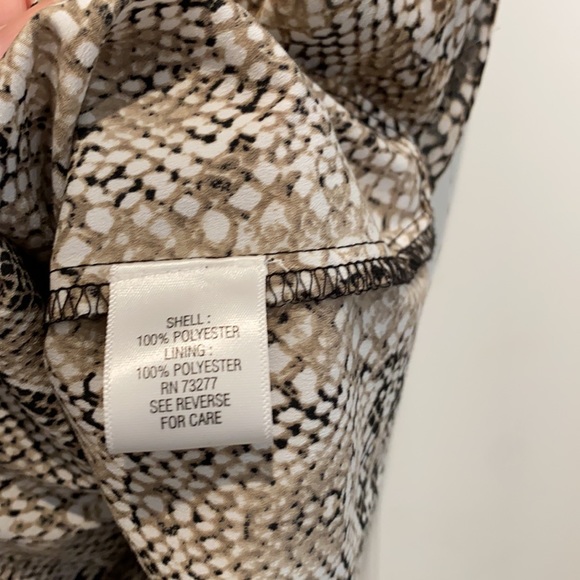 SHELL :
100% POLYESTER
LINING :
100% POLYESTER
RN 73277
SEE REVERSE
FOR CARE